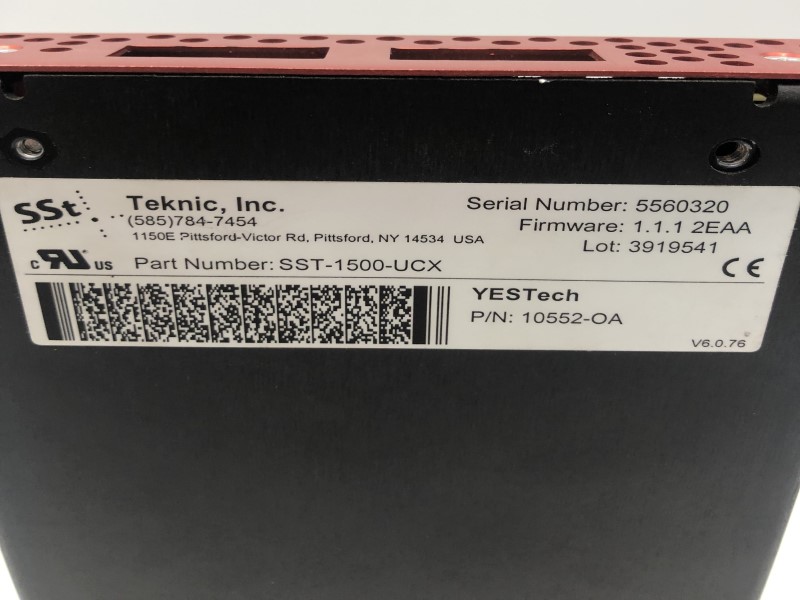 SSt
Teknic, Inc.
(585)784-7454
1150E Pittsford-Victor Rd, Pittsford, NY 14534 USA
Serial Number: 5560320
Firmware: 1.1.1 2EAA
Lot: 3919541
c RU US
Part Number: SST-1500-UCX
CE
YESTech
P/N: 10552-OA
V6.0.76